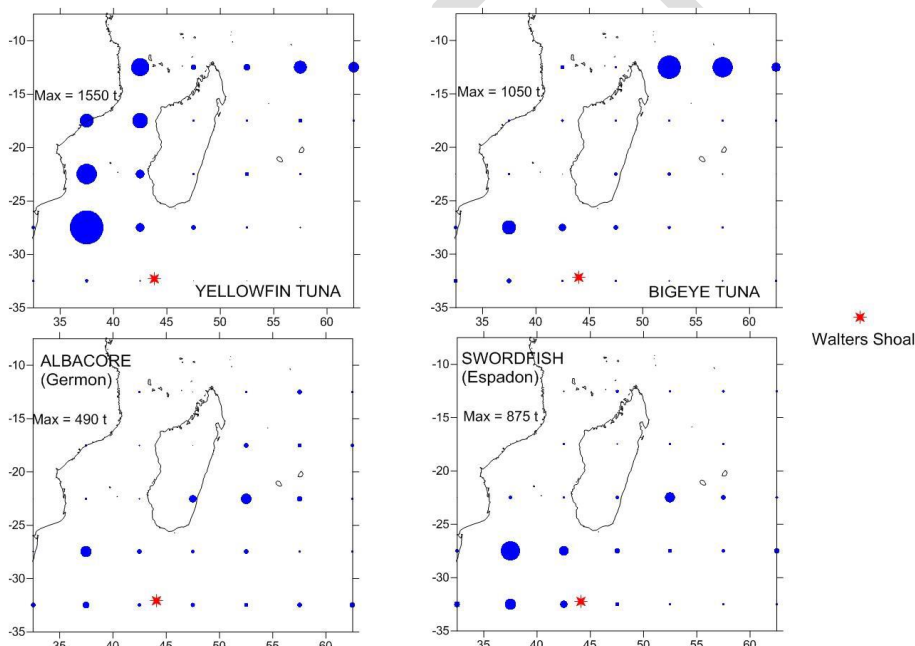 -10
-15
-20
-25
-30
-35
Max = 1550 t
YELLOWFIN TUNA
35 40 45 50 55 60
-10
-15
-20
-25
-30
-35
Max = 1050 t
BIGEYE TUNA
35 40 45 50 55 60
Walters Shoal
-10
-15
-20
-25
-30
-35
ALBACORE
(Germon)
Max = 490 t
35 40 45 50 55 60
-10
-15
-20
-25
-30
-35
SWORDFISH
(Espadon)
Max = 875 t
35 40 45 50 55 60